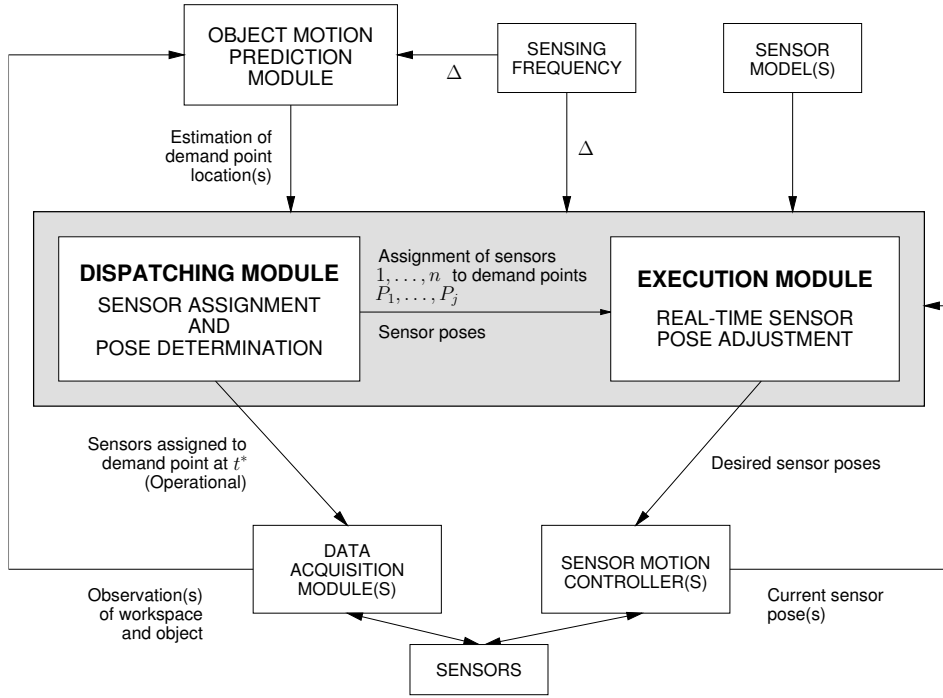 OBJECT MOTION
PREDICTION
MODULE
SENSING
FREQUENCY
SENSOR
MODEL(S)
Δ
Estimation of
demand point
location(s)
Δ
DISPATCHING MODULE
SENSOR ASSIGNMENT
AND
POSE DETERMINATION
Assignment of sensors
1, . . . , n to demand points
P₁, . . . , Pⱼ
Sensor poses
EXECUTION MODULE
REAL-TIME SENSOR
POSE ADJUSTMENT
Sensors assigned to
demand point at t*
(Operational)
Desired sensor poses
DATA
ACQUISITION
MODULE(S)
SENSOR MOTION
CONTROLLER(S)
Observation(s)
of workspace
and object
Current sensor
pose(s)
SENSORS